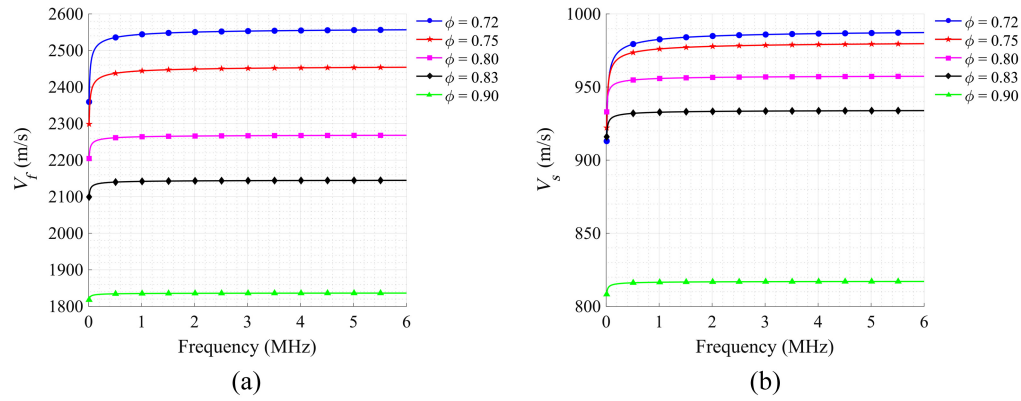 2600
2500
2400
2300
2200
2100
2000
1900
1800
V_f (m/s)
0 1 2 3 4 5 6
Frequency (MHz)
ϕ = 0.72
ϕ = 0.75
ϕ = 0.80
ϕ = 0.83
ϕ = 0.90
(a)
1000
950
900
850
800
V_s (m/s)
0 1 2 3 4 5 6
Frequency (MHz)
ϕ = 0.72
ϕ = 0.75
ϕ = 0.80
ϕ = 0.83
ϕ = 0.90
(b)